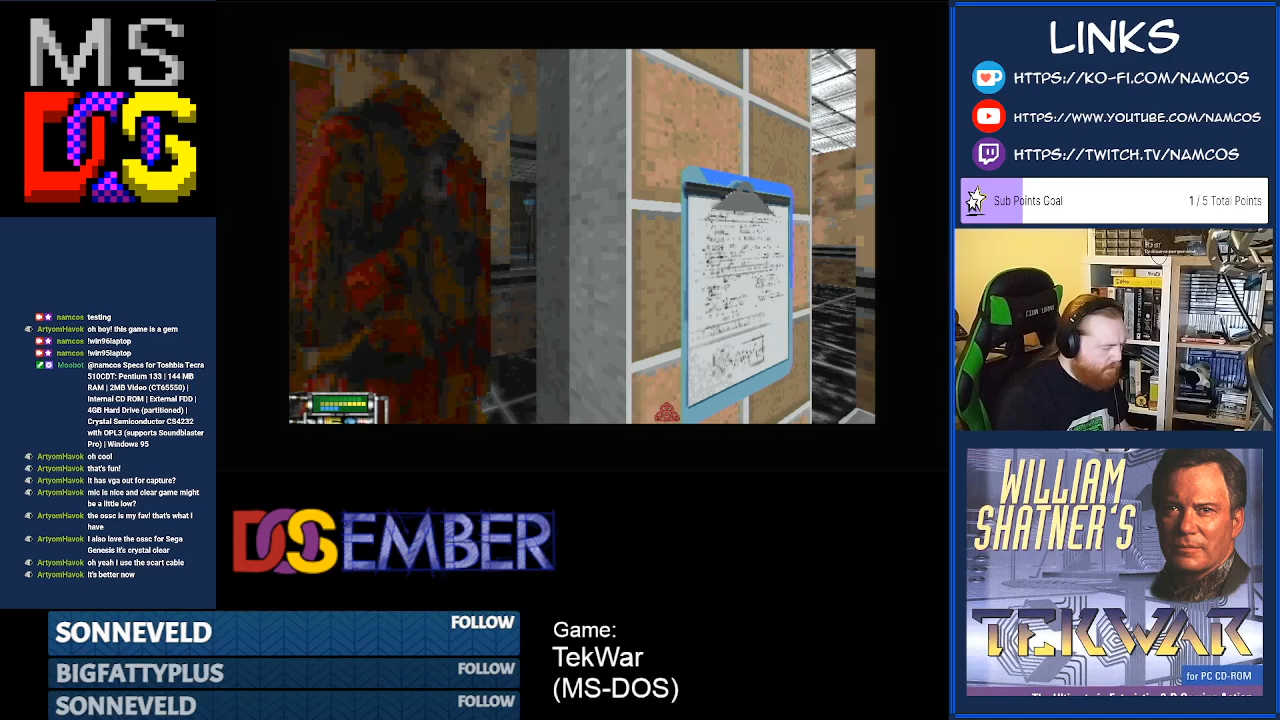 MS
DOS
namcos testing
ArtyomHavok oh boy! this game is a gem
namcos !win96laptop
namcos !win95laptop
Moobot @namcos Specs for Toshbia Tecra
510CDT: Pentium 133 | 144 MB
RAM | 2MB Video (CT65550) |
Internal CD ROM | External FDD |
4GB Hard Drive (partitioned) |
Crystal Semiconductor CS4232
with OPL3 (supports Soundblaster
Pro) | Windows 95
ArtyomHavok oh cool
ArtyomHavok that's fun!
ArtyomHavok it has vga out for capture?
ArtyomHavok mic is nice and clear game might
be a little low?
ArtyomHavok the ossc is my fav! that's what I
have
ArtyomHavok I also love the ossc for Sega
Genesis it's crystal clear
ArtyomHavok oh yeah I use the scart cable
ArtyomHavok it's better now
DOSEMBER
SONNEVELD FOLLOW
BIGFATTYPLUS FOLLOW
SONNEVELD FOLLOW
Game:
TekWar
(MS-DOS)
LINKS
HTTPS://KO-FI.COM/NAMCOS
HTTPS://WWW.YOUTUBE.COM/NAMCOS
HTTPS://TWITCH.TV/NAMCOS
Sub Points Goal 1 / 5 Total Points
WILLIAM
SHATNER'S
TEKWAR
for PC CD-ROM